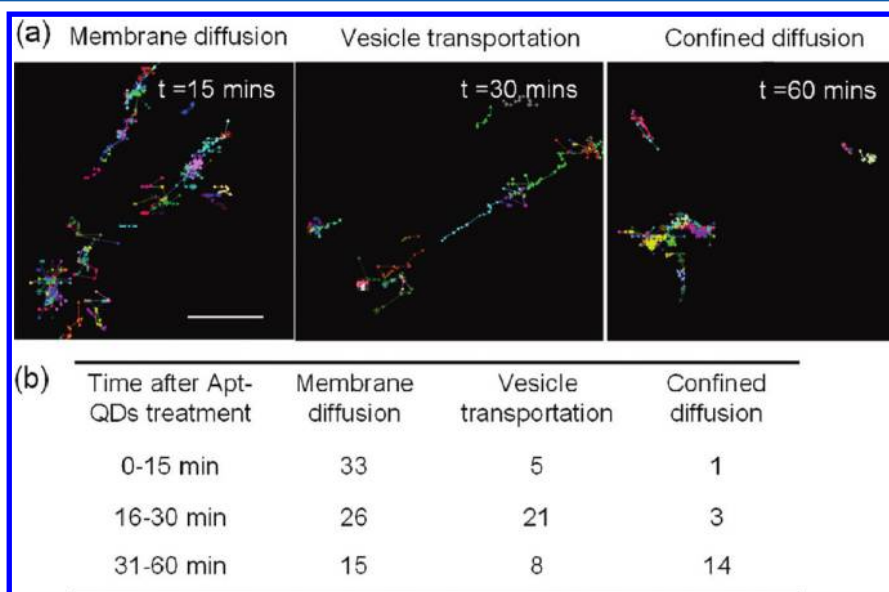 (a) Membrane diffusion Vesicle transportation Confined diffusion
t =15 mins t =30 mins t =60 mins
(b) Time after Apt- Membrane Vesicle Confined
QDs treatment diffusion transportation diffusion
0-15 min 33 5 1
16-30 min 26 21 3
31-60 min 15 8 14